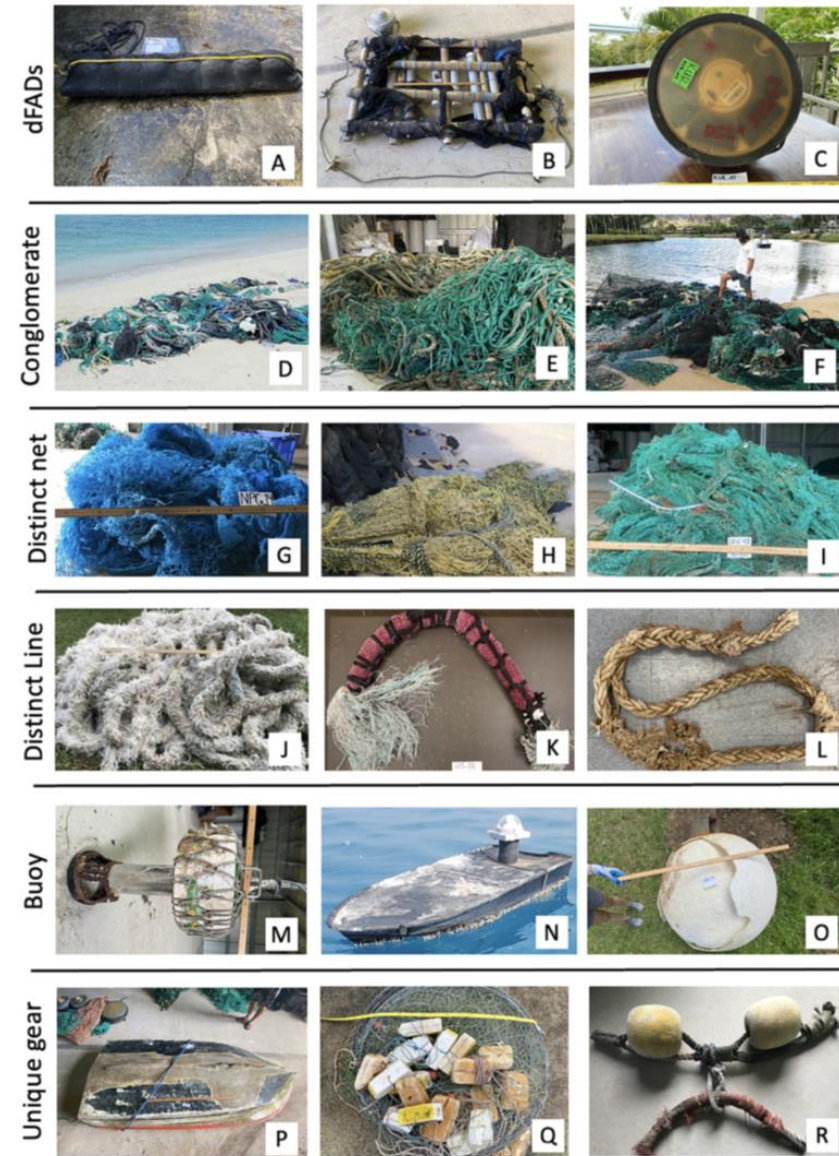 dFADs
A
B
C
Conglomerate
D
E
F
Distinct net
G
H
I
Distinct Line
J
K
L
Buoy
M
N
O
Unique gear
P
Q
R